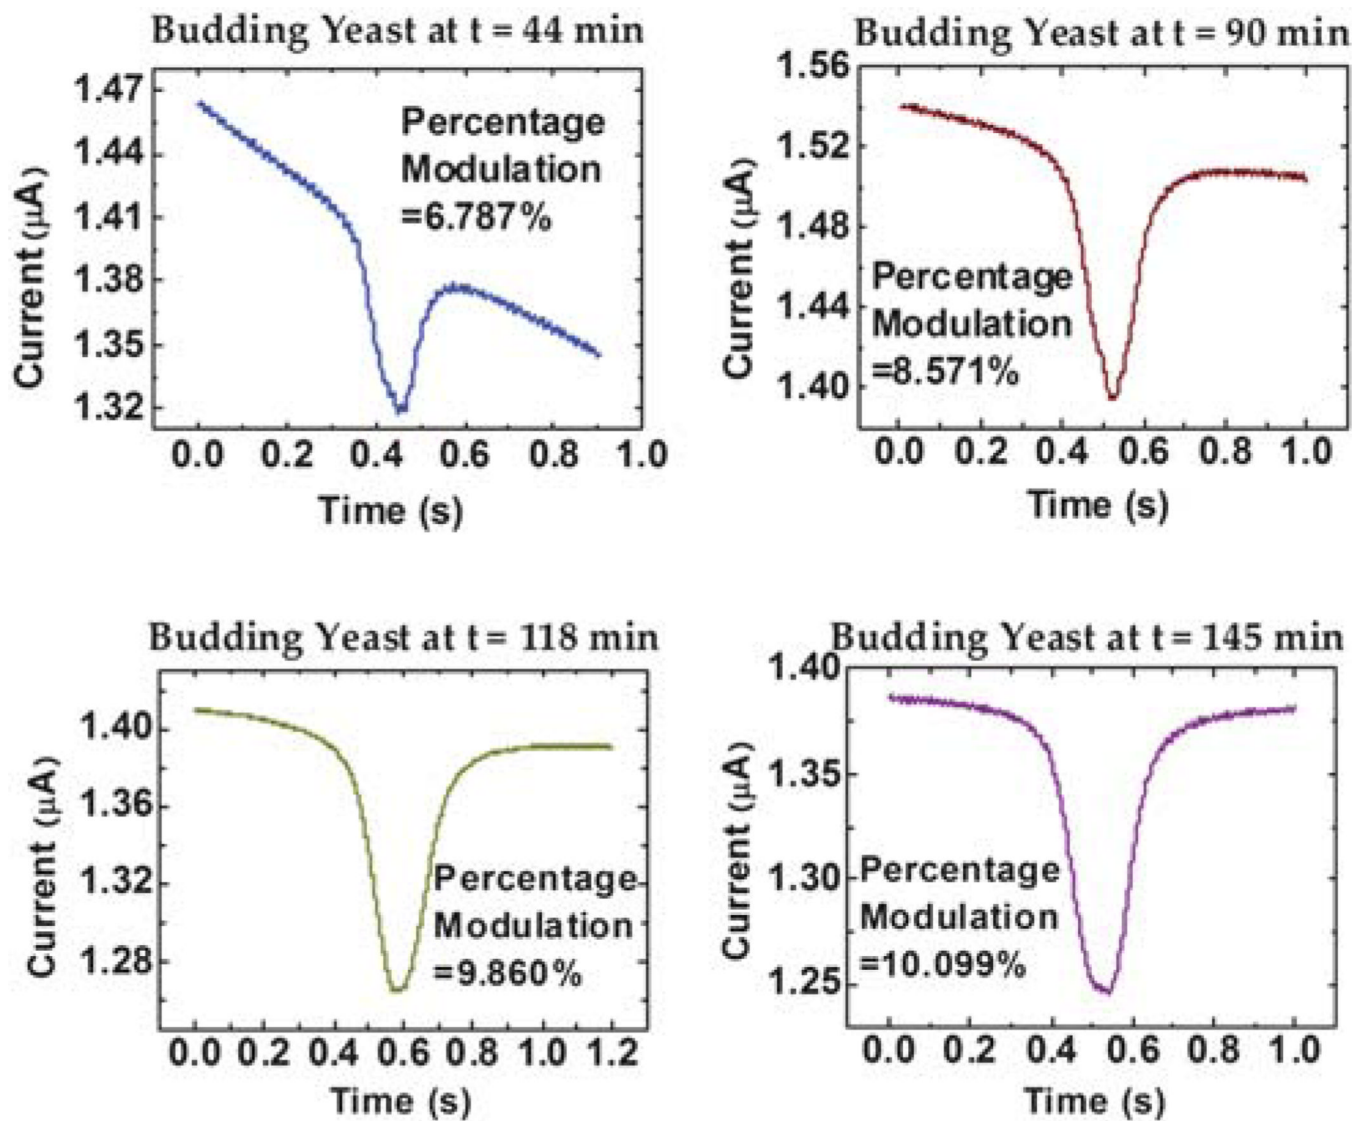 Budding Yeast at t = 44 min
1.47
1.44
1.41
1.38
1.35
1.32
Current (μA)
Percentage
Modulation
=6.787%
0.0 0.2 0.4 0.6 0.8 1.0
Time (s)
Budding Yeast at t = 90 min
1.56
1.52
1.48
1.44
1.40
Current (μA)
Percentage
Modulation
=8.571%
0.0 0.2 0.4 0.6 0.8 1.0
Time (s)
Budding Yeast at t = 118 min
1.40
1.36
1.32
1.28
Current (μA)
Percentage
Modulation
=9.860%
0.0 0.2 0.4 0.6 0.8 1.0 1.2
Time (s)
Budding Yeast at t = 145 min
1.40
1.35
1.30
1.25
Current (μA)
Percentage
Modulation
=10.099%
0.0 0.2 0.4 0.6 0.8 1.0
Time (s)